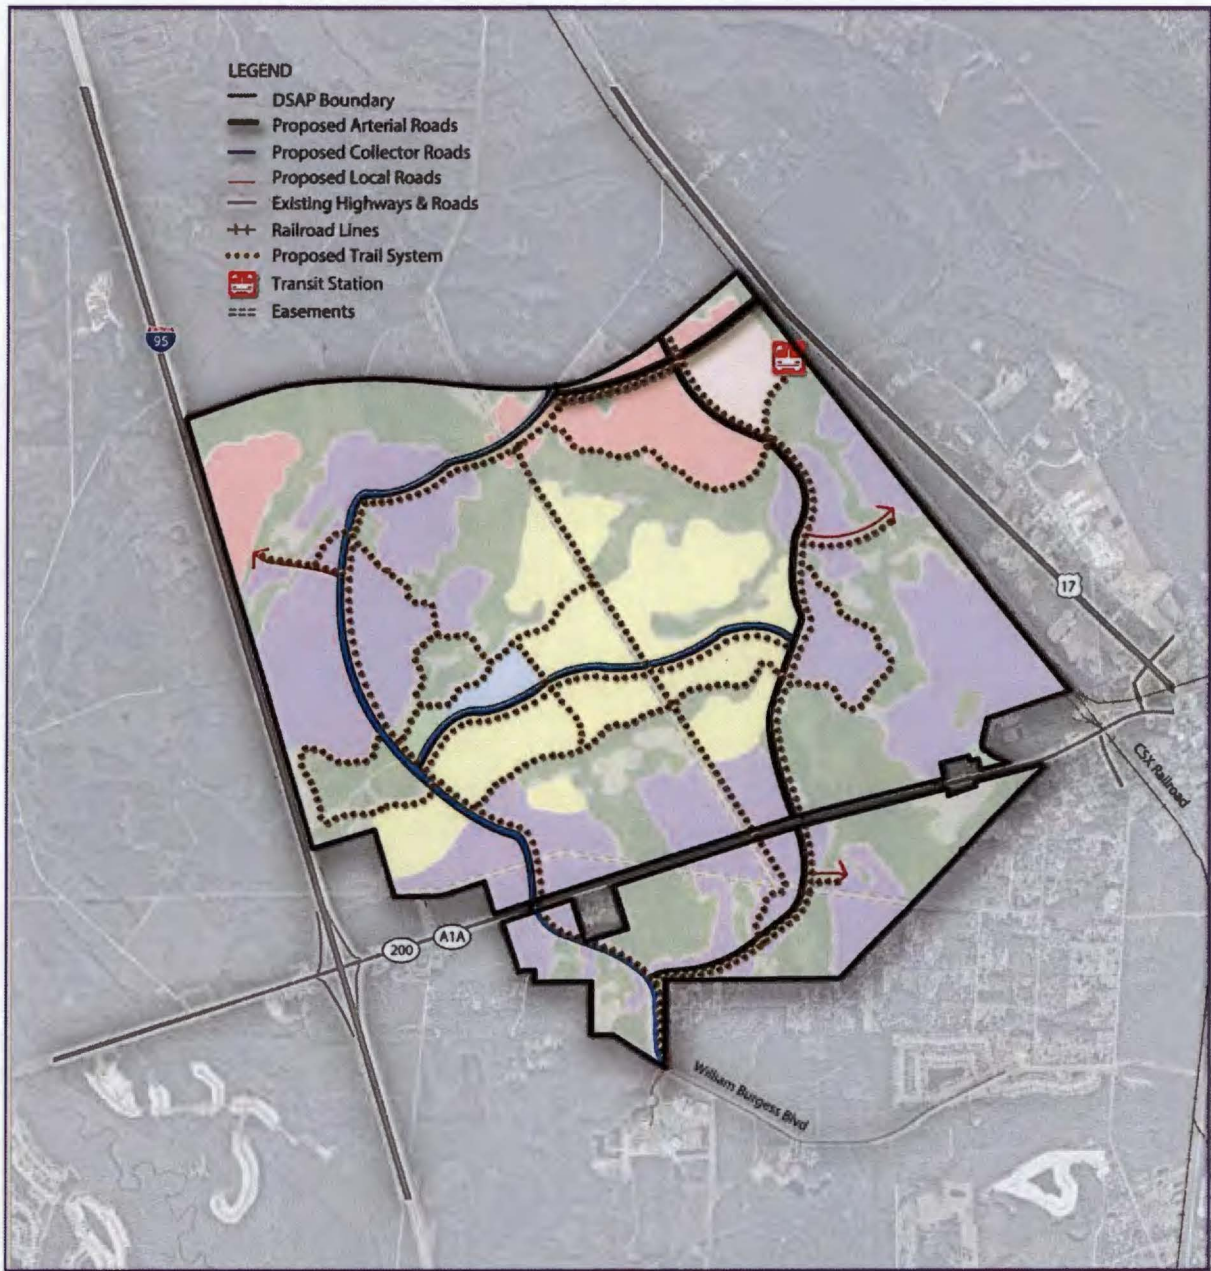 LEGEND
DSAP Boundary
Proposed Arterial Roads
Proposed Collector Roads
Proposed Local Roads
Existing Highways & Roads
Railroad Lines
Proposed Trail System
Transit Station
Easements
95
17
CSX Railroad
A1A
200
William Burgess Blvd